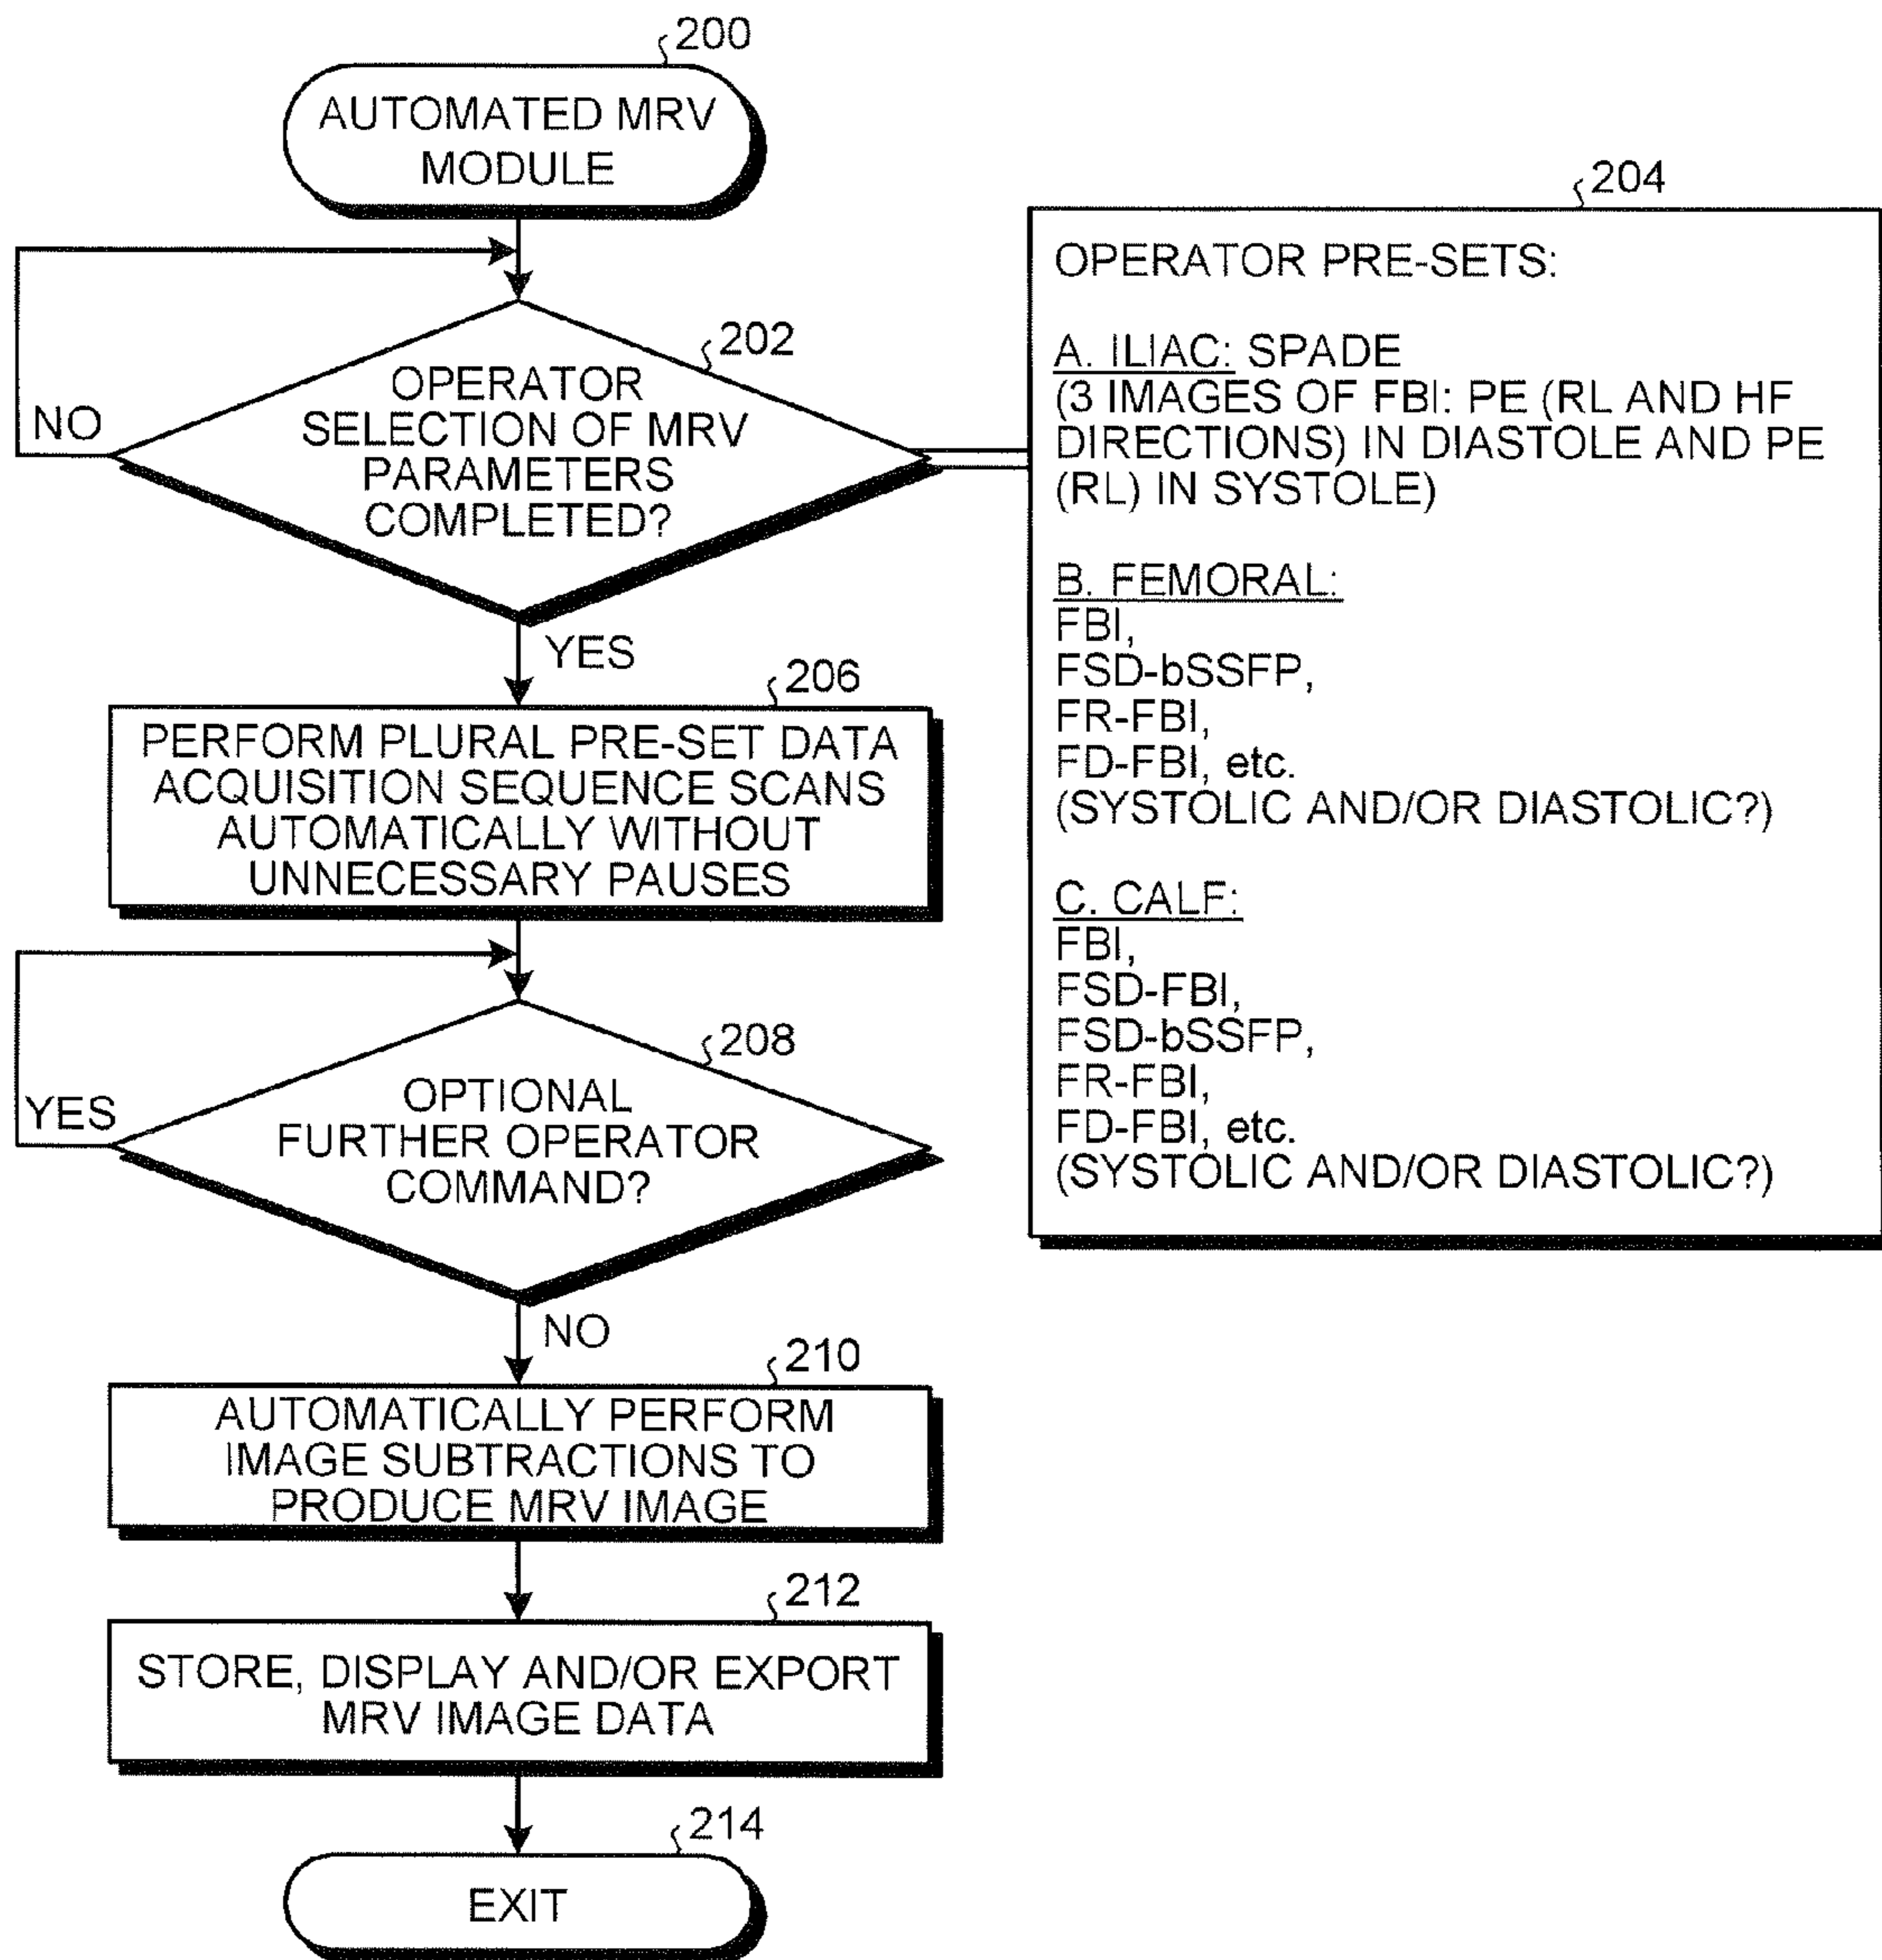 200
AUTOMATED MRV
MODULE
202
OPERATOR
SELECTION OF MRV
PARAMETERS
COMPLETED?
NO
YES
204
OPERATOR PRE-SETS:
A. ILIAC: SPADE
(3 IMAGES OF FBI: PE (RL AND HF
DIRECTIONS) IN DIASTOLE AND PE
(RL) IN SYSTOLE)
B. FEMORAL:
FBI,
FSD-bSSFP,
FR-FBI,
FD-FBI, etc.
(SYSTOLIC AND/OR DIASTOLIC?)
C. CALF:
FBI,
FSD-FBI,
FSD-bSSFP,
FR-FBI,
FD-FBI, etc.
(SYSTOLIC AND/OR DIASTOLIC?)
206
PERFORM PLURAL PRE-SET DATA
ACQUISITION SEQUENCE SCANS
AUTOMATICALLY WITHOUT
UNNECESSARY PAUSES
208
OPTIONAL
FURTHER OPERATOR
COMMAND?
YES
NO
210
AUTOMATICALLY PERFORM
IMAGE SUBTRACTIONS TO
PRODUCE MRV IMAGE
212
STORE, DISPLAY AND/OR EXPORT
MRV IMAGE DATA
214
EXIT